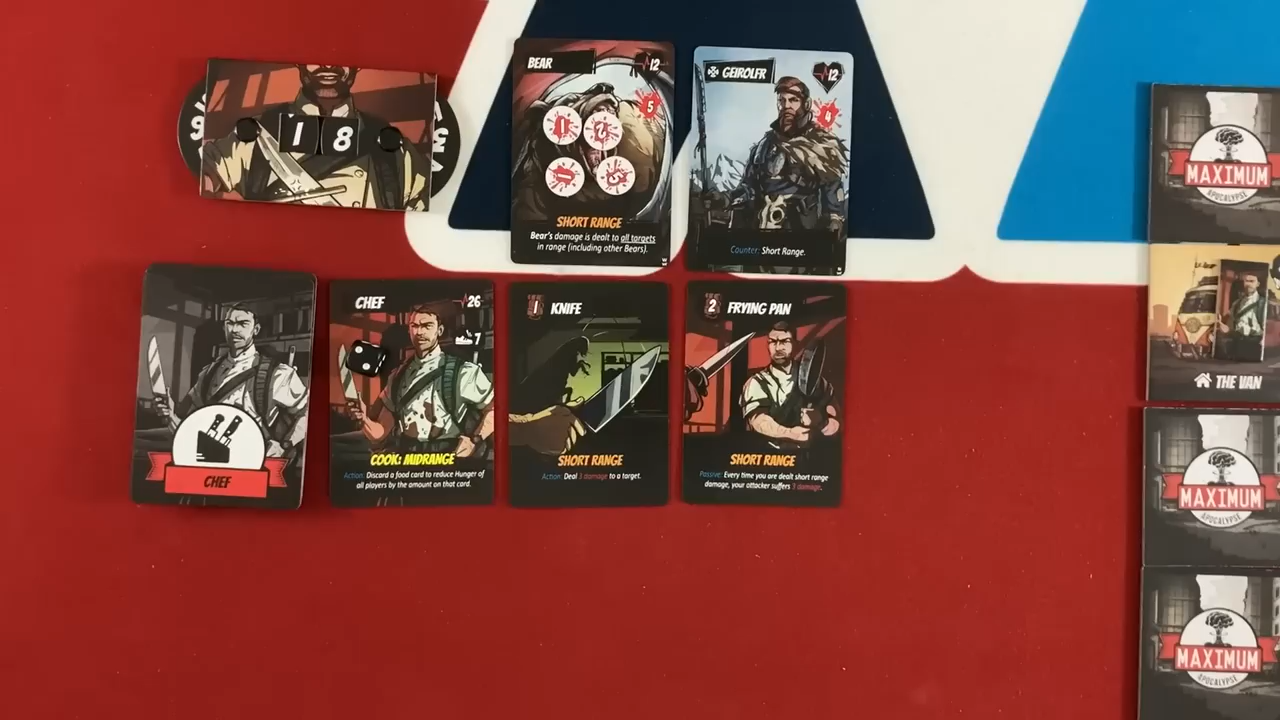 18
BEAR
12
5
SHORT RANGE
Bear's damage is dealt to all targets
in range (including other Bears).
GEIROLFR
12
4
Counter: Short Range.
CHEF
CHEF
26
7
COOK: MIDRANGE
Action: Discard a food card to reduce Hunger of
all players by the amount on that card.
1 KNIFE
SHORT RANGE
Action: Deal 3 damage to a target.
2 FRYING PAN
SHORT RANGE
Passive: Every time you are dealt short range
damage, your attacker suffers 3 damage.
MAXIMUM
APOCALYPSE
THE VAN
MAXIMUM
APOCALYPSE
MAXIMUM
APOCALYPSE